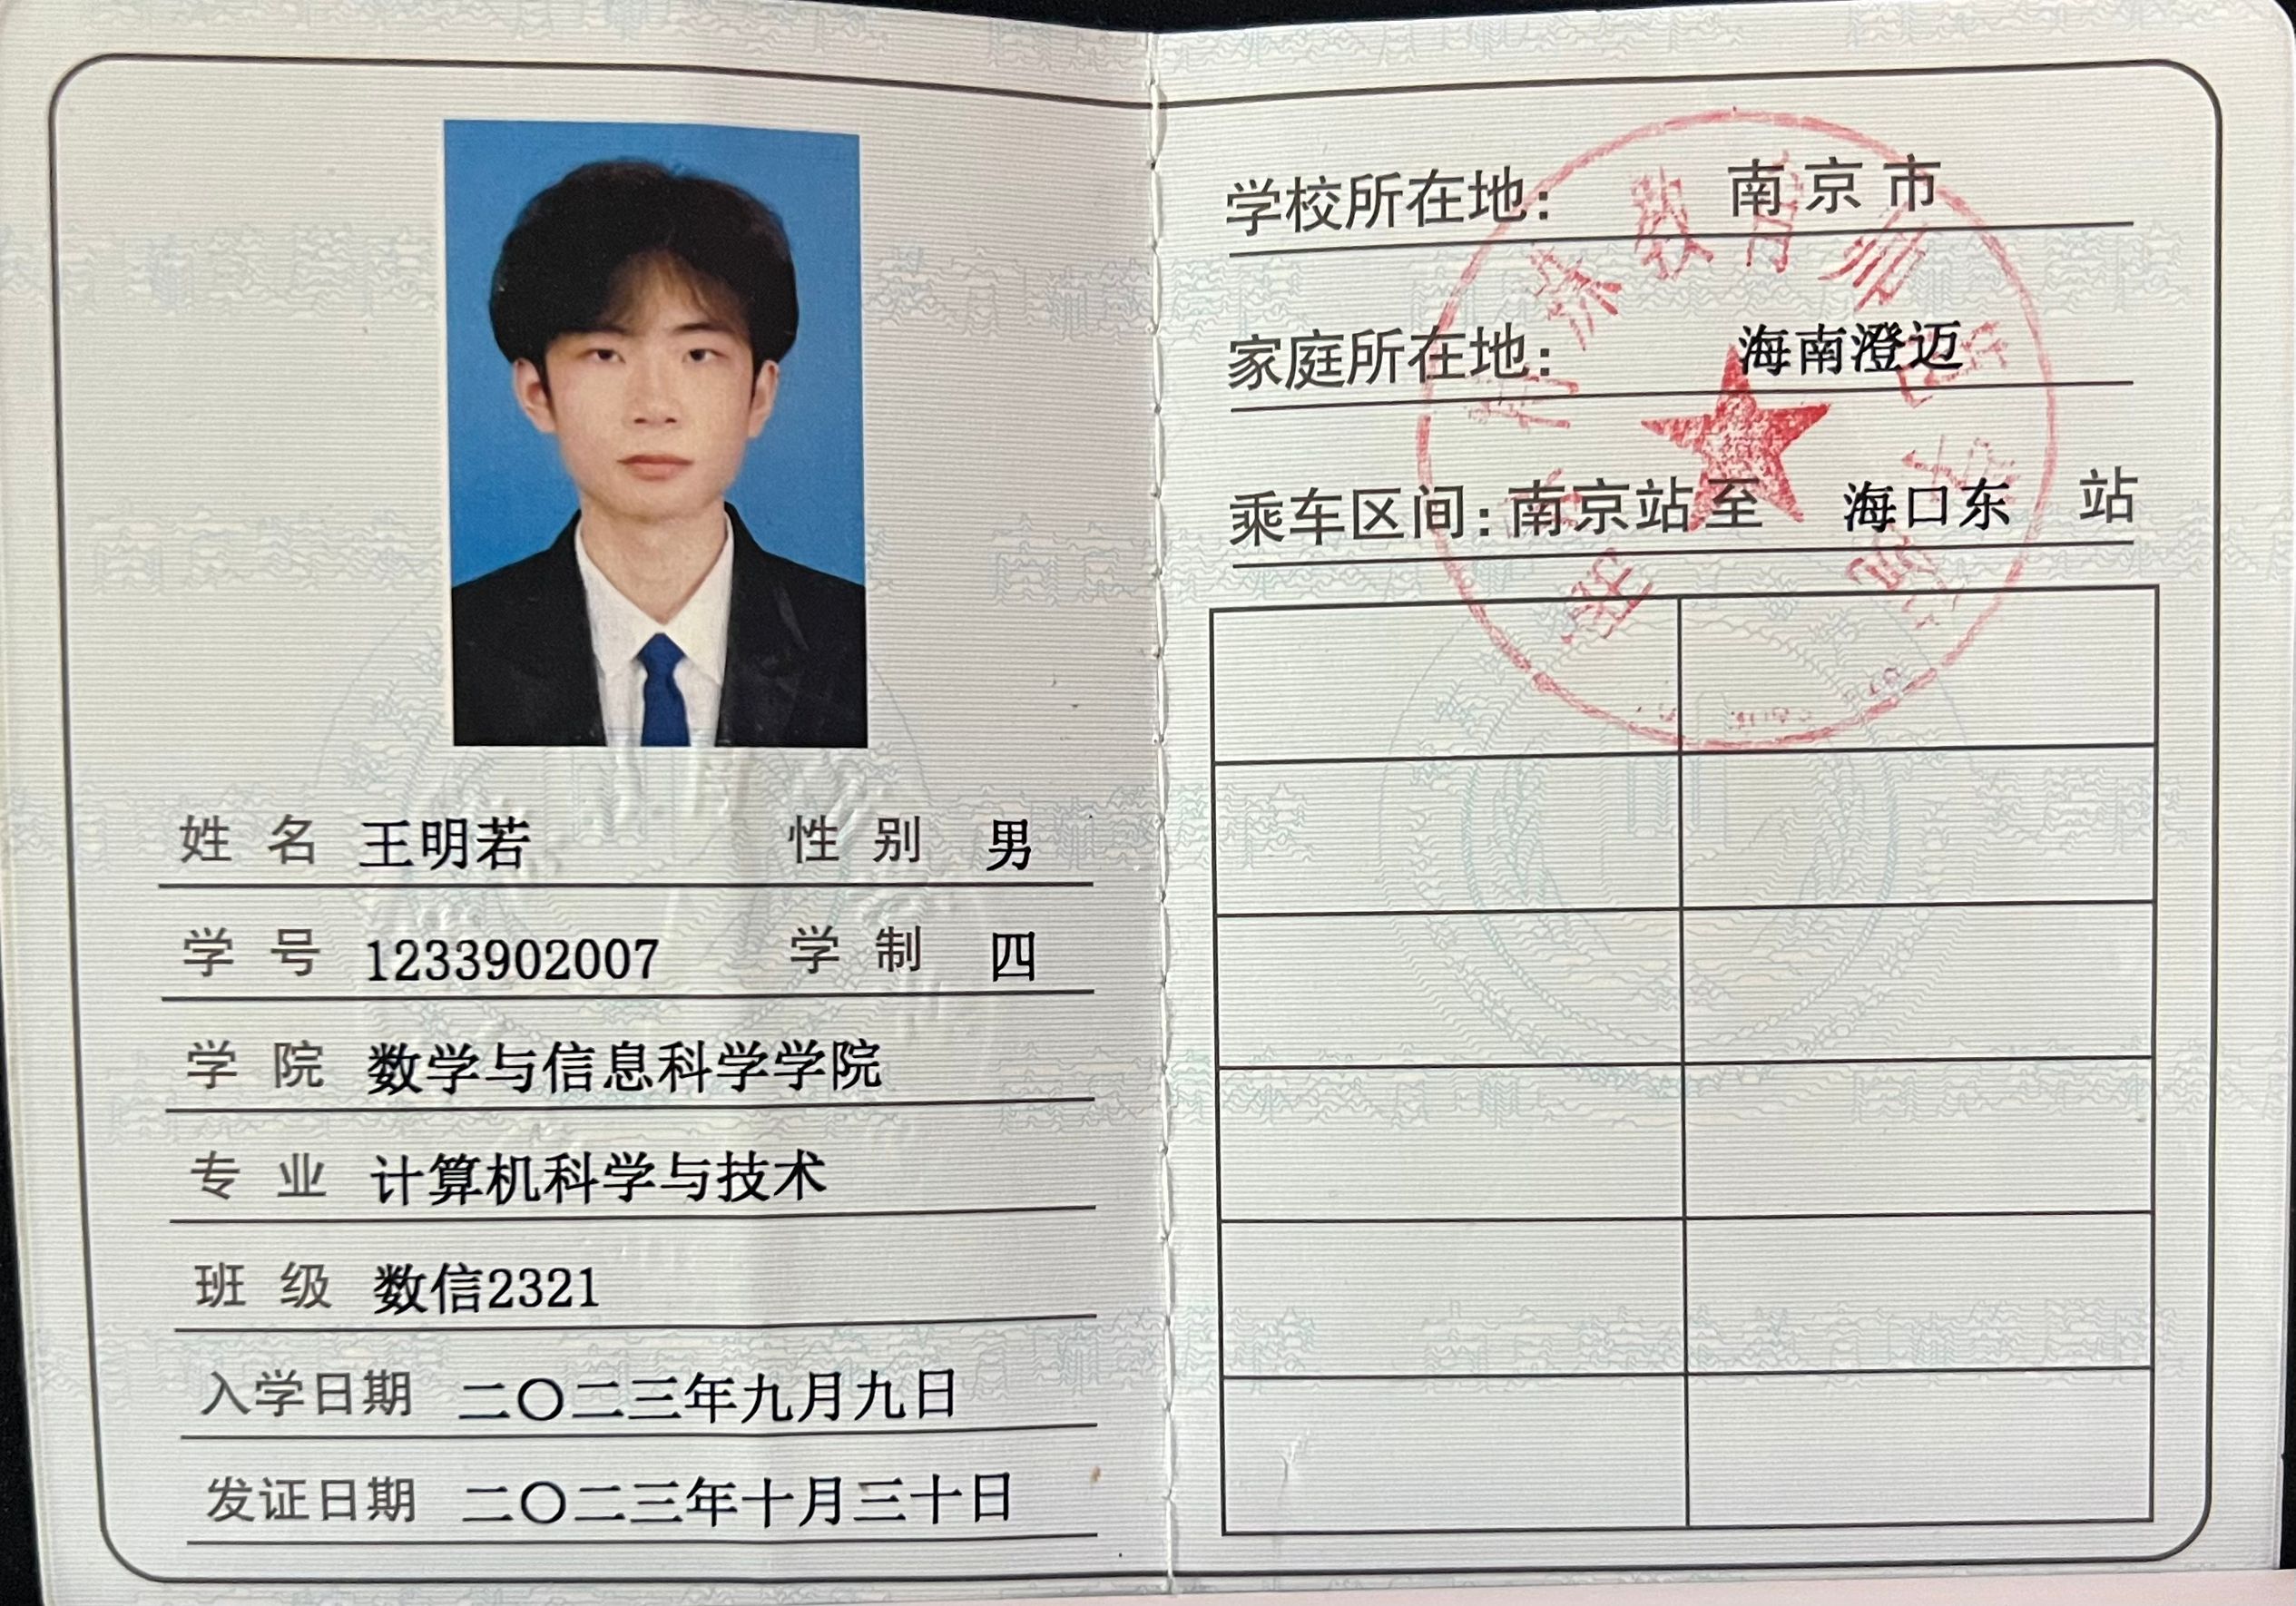 姓 名 王明若 性 别 男
学 号 1233902007 学 制 四
学 院 数学与信息科学学院
专 业 计算机科学与技术
班 级 数信2321
入学日期 二〇二三年九月九日
发证日期 二〇二三年十月三十日
学校所在地： 南京市
家庭所在地： 海南澄迈
乘车区间：南京站至 海口东 站